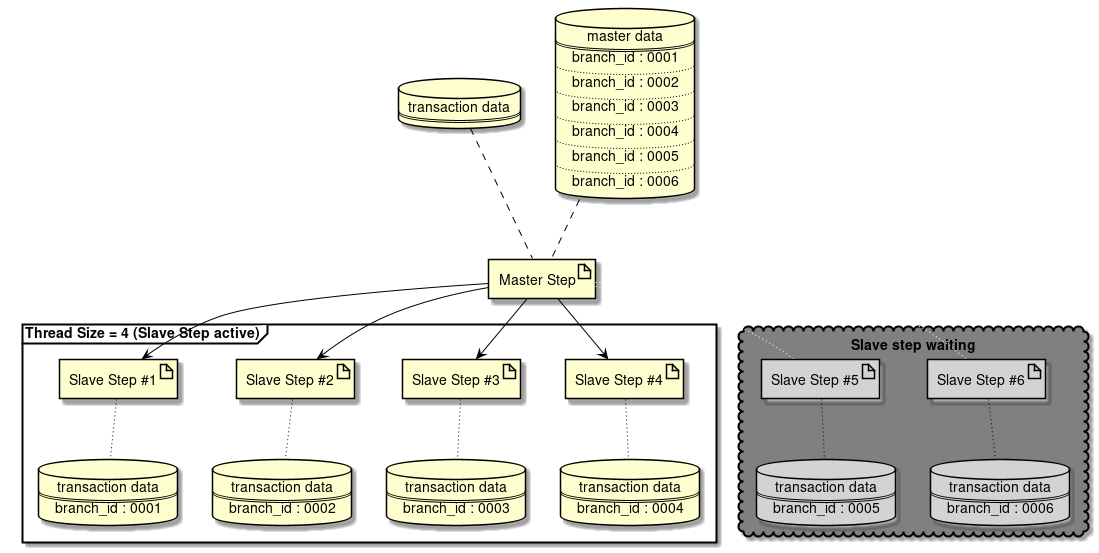 master data
branch_id : 0001
branch_id : 0002
branch_id : 0003
branch_id : 0004
branch_id : 0005
branch_id : 0006
transaction data
Master Step
Thread Size = 4 (Slave Step active)
Slave step waiting
Slave Step #1
Slave Step #2
Slave Step #3
Slave Step #4
Slave Step #5
Slave Step #6
transaction data
branch_id : 0001
transaction data
branch_id : 0002
transaction data
branch_id : 0003
transaction data
branch_id : 0004
transaction data
branch_id : 0005
transaction data
branch_id : 0006